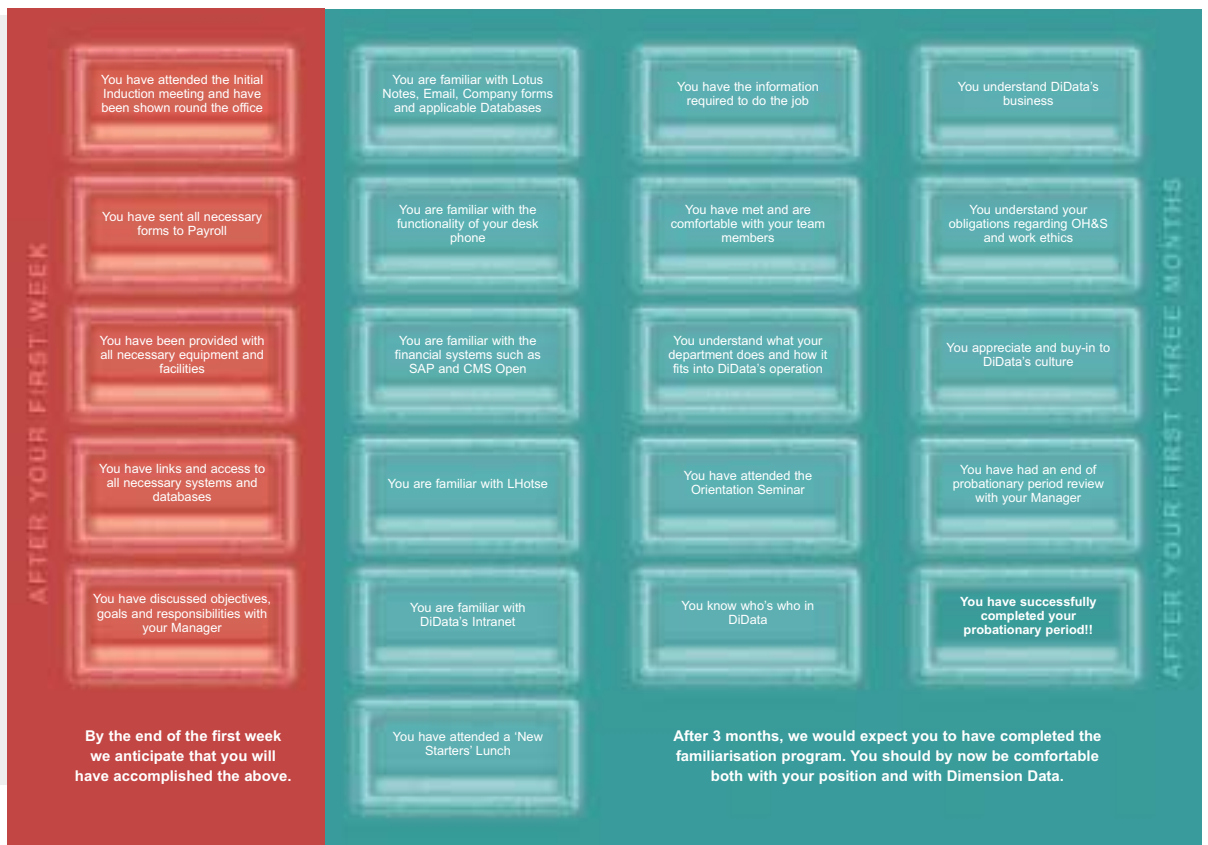 AFTER YOUR FIRST WEEK
You have attended the Initial
Induction meeting and have
been shown round the office
You have sent all necessary
forms to Payroll
You have been provided with
all necessary equipment and
facilities
You have links and access to
all necessary systems and
databases
You have discussed objectives,
goals and responsibilities with
your Manager
By the end of the first week
we anticipate that you will
have accomplished the above.
You are familiar with Lotus
Notes, Email, Company forms
and applicable Databases
You are familiar with the
functionality of your desk
phone
You are familiar with the
financial systems such as
SAP and CMS Open
You are familiar with LHotse
You are familiar with
DiData's Intranet
You have attended a ‘New
Starters’ Lunch
You have the information
required to do the job
You have met and are
comfortable with your team
members
You understand what your
department does and how it
fits into DiData’s operation
You have attended the
Orientation Seminar
You know who’s who in
DiData
You understand DiData’s
business
You understand your
obligations regarding OH&S
and work ethics
You appreciate and buy-in to
DiData’s culture
You have had an end of
probationary period review
with your Manager
You have successfully
completed your
probationary period!!
After 3 months, we would expect you to have completed the
familiarisation program. You should by now be comfortable
both with your position and with Dimension Data.
AFTER YOUR FIRST THREE MONTHS